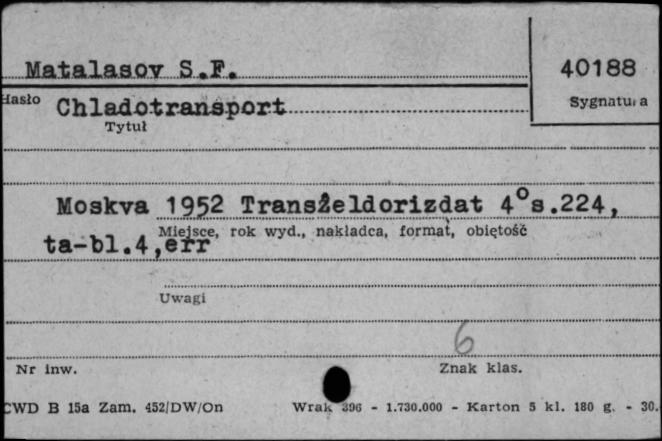 Matalasov S.F.
40188
Hasło
Sygnatura
Chladotransport
Tytuł
Moskva 1952 Transżeldorizdat 4° s.224,
Miejsce, rok wyd., nakładca, format, objętość
ta-bl.4,err
Uwagi
6
Nr inw.
Znak klas.
CWD B 15a Zam. 452/DW/On
Wrak 396 - 1.730.000 - Karton 5 kl. 180 g. - 30.